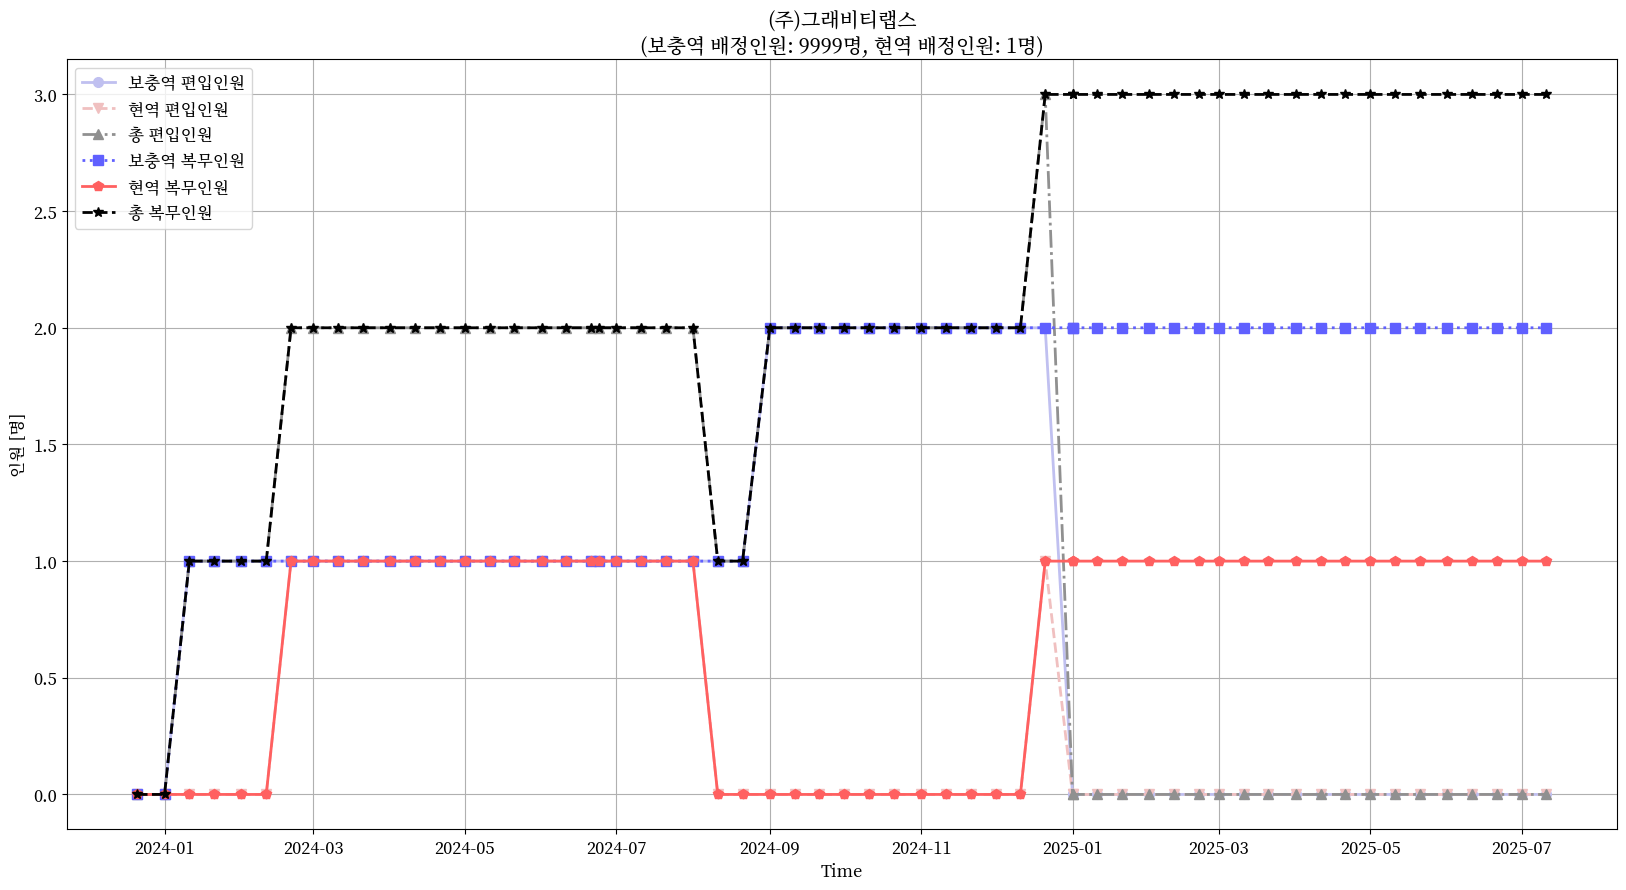 (주)그래비티랩스
(보충역 배정인원: 9999명, 현역 배정인원: 1명)
보충역 편입인원
현역 편입인원
총 편입인원
보충역 복무인원
현역 복무인원
총 복무인원
3.0
2.5
2.0
1.5
1.0
0.5
0.0
인원 [명]
2024-01 2024-03 2024-05 2024-07 2024-09 2024-11 2025-01 2025-03 2025-05 2025-07
Time